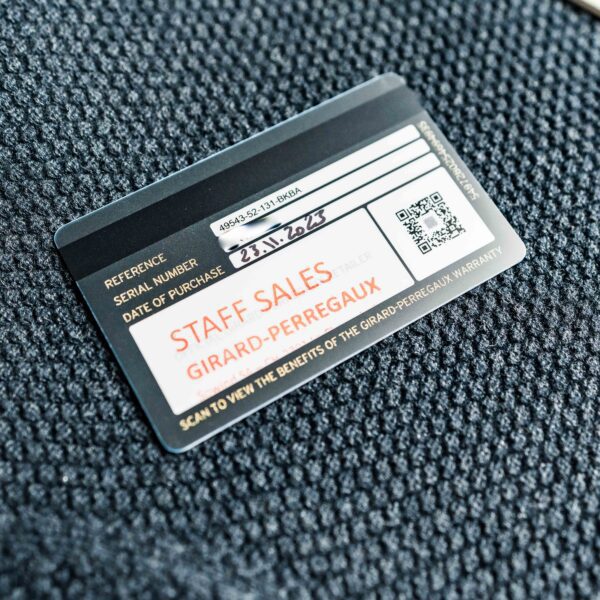 REFERENCE 49543-52-131-BKBA
SERIAL NUMBER
DATE OF PURCHASE 23.11.2023
STAFF SALES
GIRARD-PERREGAUX
SCAN TO VIEW THE BENEFITS OF THE GIRARD-PERREGAUX WARRANTY